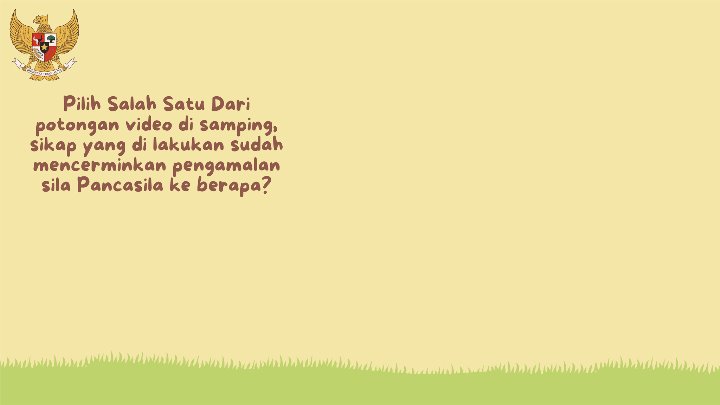 Pilih Salah Satu Dari
potongan video di samping,
sikap yang di lakukan sudah
mencerminkan pengamalan
sila Pancasila ke berapa?